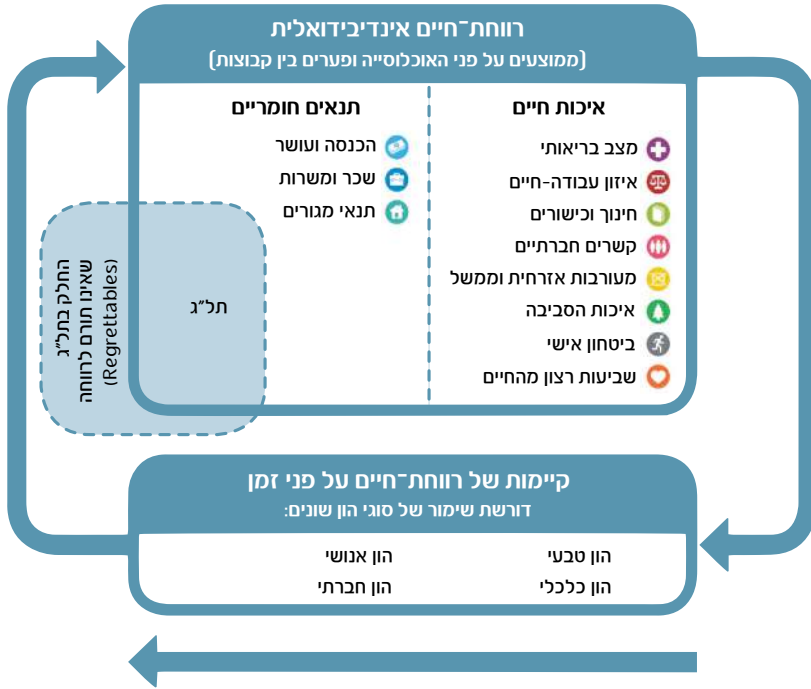 רווחת־חיים אינדיבידואלית
(ממוצעים על פני האוכלוסייה ופערים בין קבוצות)
איכות חיים
מצב בריאותי
איזון עבודה-חיים
חינוך וכישורים
קשרים חברתיים
מעורבות אזרחית וממשל
איכות הסביבה
ביטחון אישי
שביעות רצון מהחיים
תנאים חומריים
הכנסה ועושר
שכר ומשרות
תנאי מגורים
תל״ג
החלק בתל״ג
שאינו תורם לרווחה
(Regrettables)
קיימות של רווחת־חיים על פני זמן
דורשת שימור של סוגי הון שונים:
הון טבעי
הון אנושי
הון כלכלי
הון חברתי